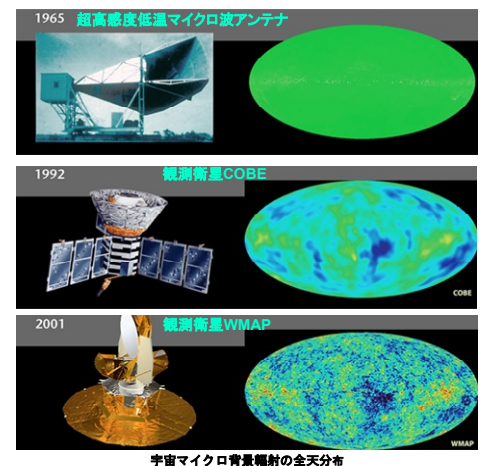 1965 超高感度低温マイクロ波アンテナ
1992 観測衛星COBE
COBE
2001 観測衛星WMAP
WMAP
宇宙マイクロ背景輻射の全天分布